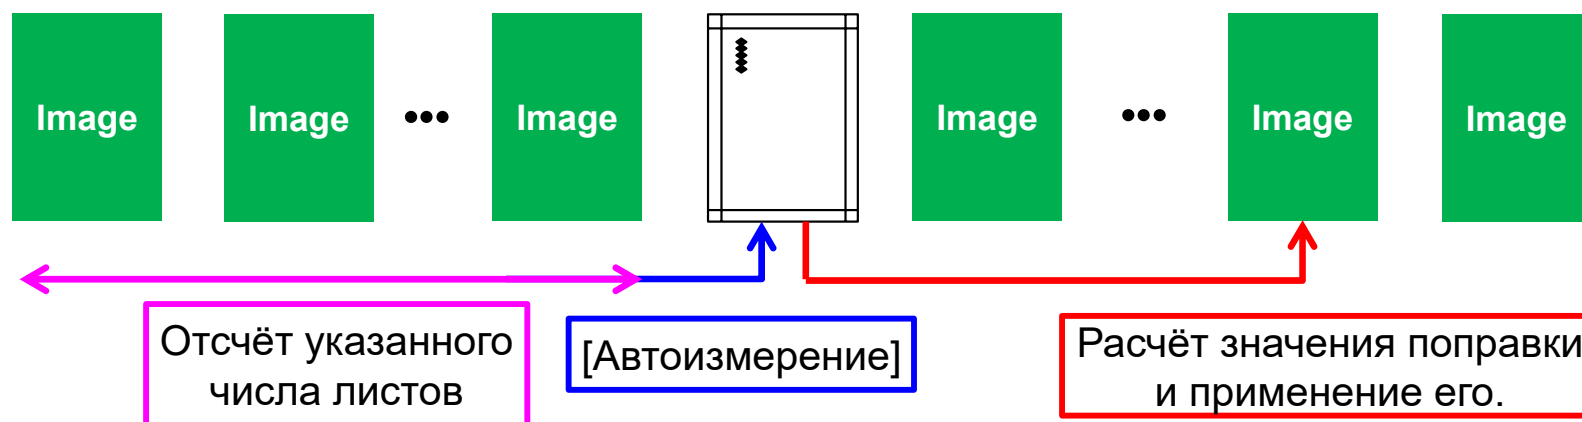 Image
Image
•••
Image
Image
•••
Image
Image
Отсчёт указанного
числа листов
[Автоизмерение]
Расчёт значения поправки
и применение его.